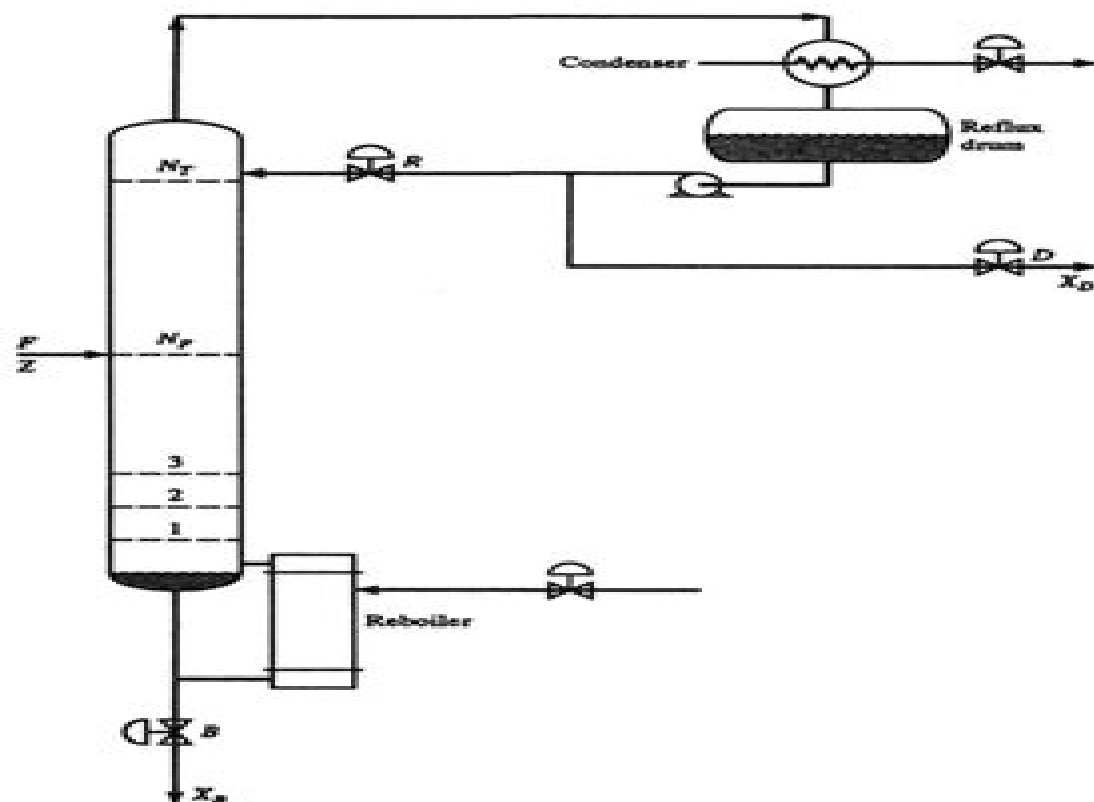 Condenser
Reflux
drum
N_T
R
D
X_D
N_F
F
Z
3
2
1
Reboiler
B
X_B